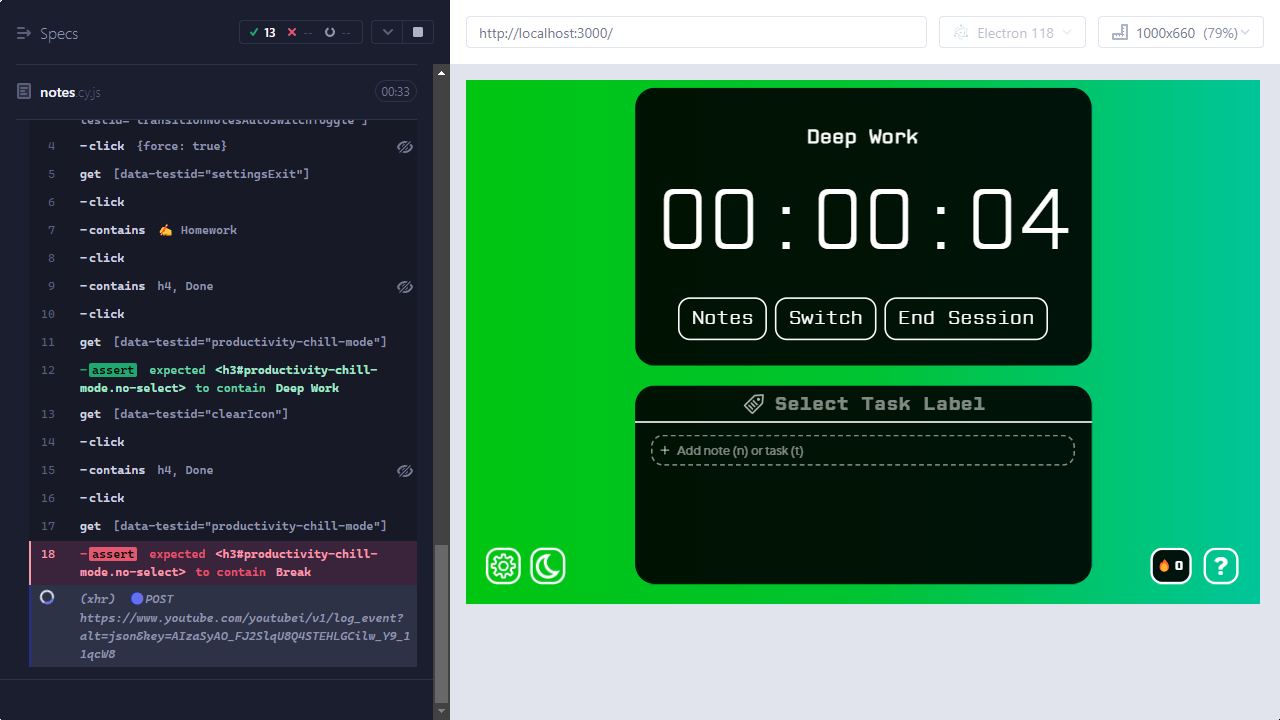 Specs
13
--
--
notes.cy.js
00:33
testid="transitionNotesAutoSwitchToggle"]
4 -click {force: true}
5 get [data-testid="settingsExit"]
6 -click
7 -contains ✍ Homework
8 -click
9 -contains h4, Done
10 -click
11 get [data-testid="productivity-chill-mode"]
12 -assert expected <h3#productivity-chill-
mode.no-select> to contain Deep Work
13 get [data-testid="clearIcon"]
14 -click
15 -contains h4, Done
16 -click
17 get [data-testid="productivity-chill-mode"]
18 -assert expected <h3#productivity-chill-
mode.no-select> to contain Break
(xhr) POST
https://www.youtube.com/youtubei/v1/log_event?
alt=json&key=AIzaSyAO_FJ2SlqU8Q4STEHLGCilw_Y9_1
1qcW8
http://localhost:3000/
Electron 118
1000x660 (79%)
Deep Work
00:00:04
Notes
Switch
End Session
Select Task Label
+ Add note (n) or task (t)
0
?